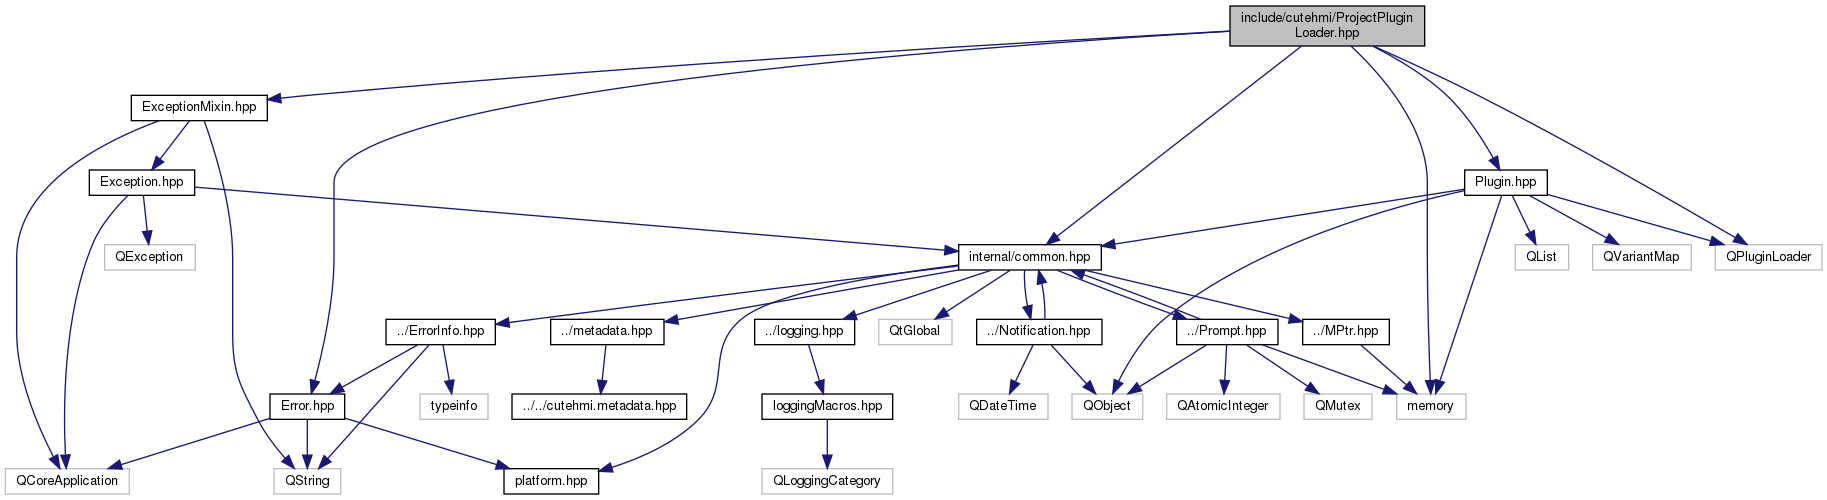 include/cutehmi/ProjectPlugin
Loader.hpp
ExceptionMixin.hpp
Exception.hpp
Plugin.hpp
QException
internal/common.hpp
QList
QVariantMap
QPluginLoader
../ErrorInfo.hpp
../metadata.hpp
../logging.hpp
QtGlobal
../Notification.hpp
../Prompt.hpp
../MPtr.hpp
Error.hpp
typeinfo
../../cutehmi.metadata.hpp
loggingMacros.hpp
QDateTime
QObject
QAtomicInteger
QMutex
memory
QCoreApplication
QString
platform.hpp
QLoggingCategory